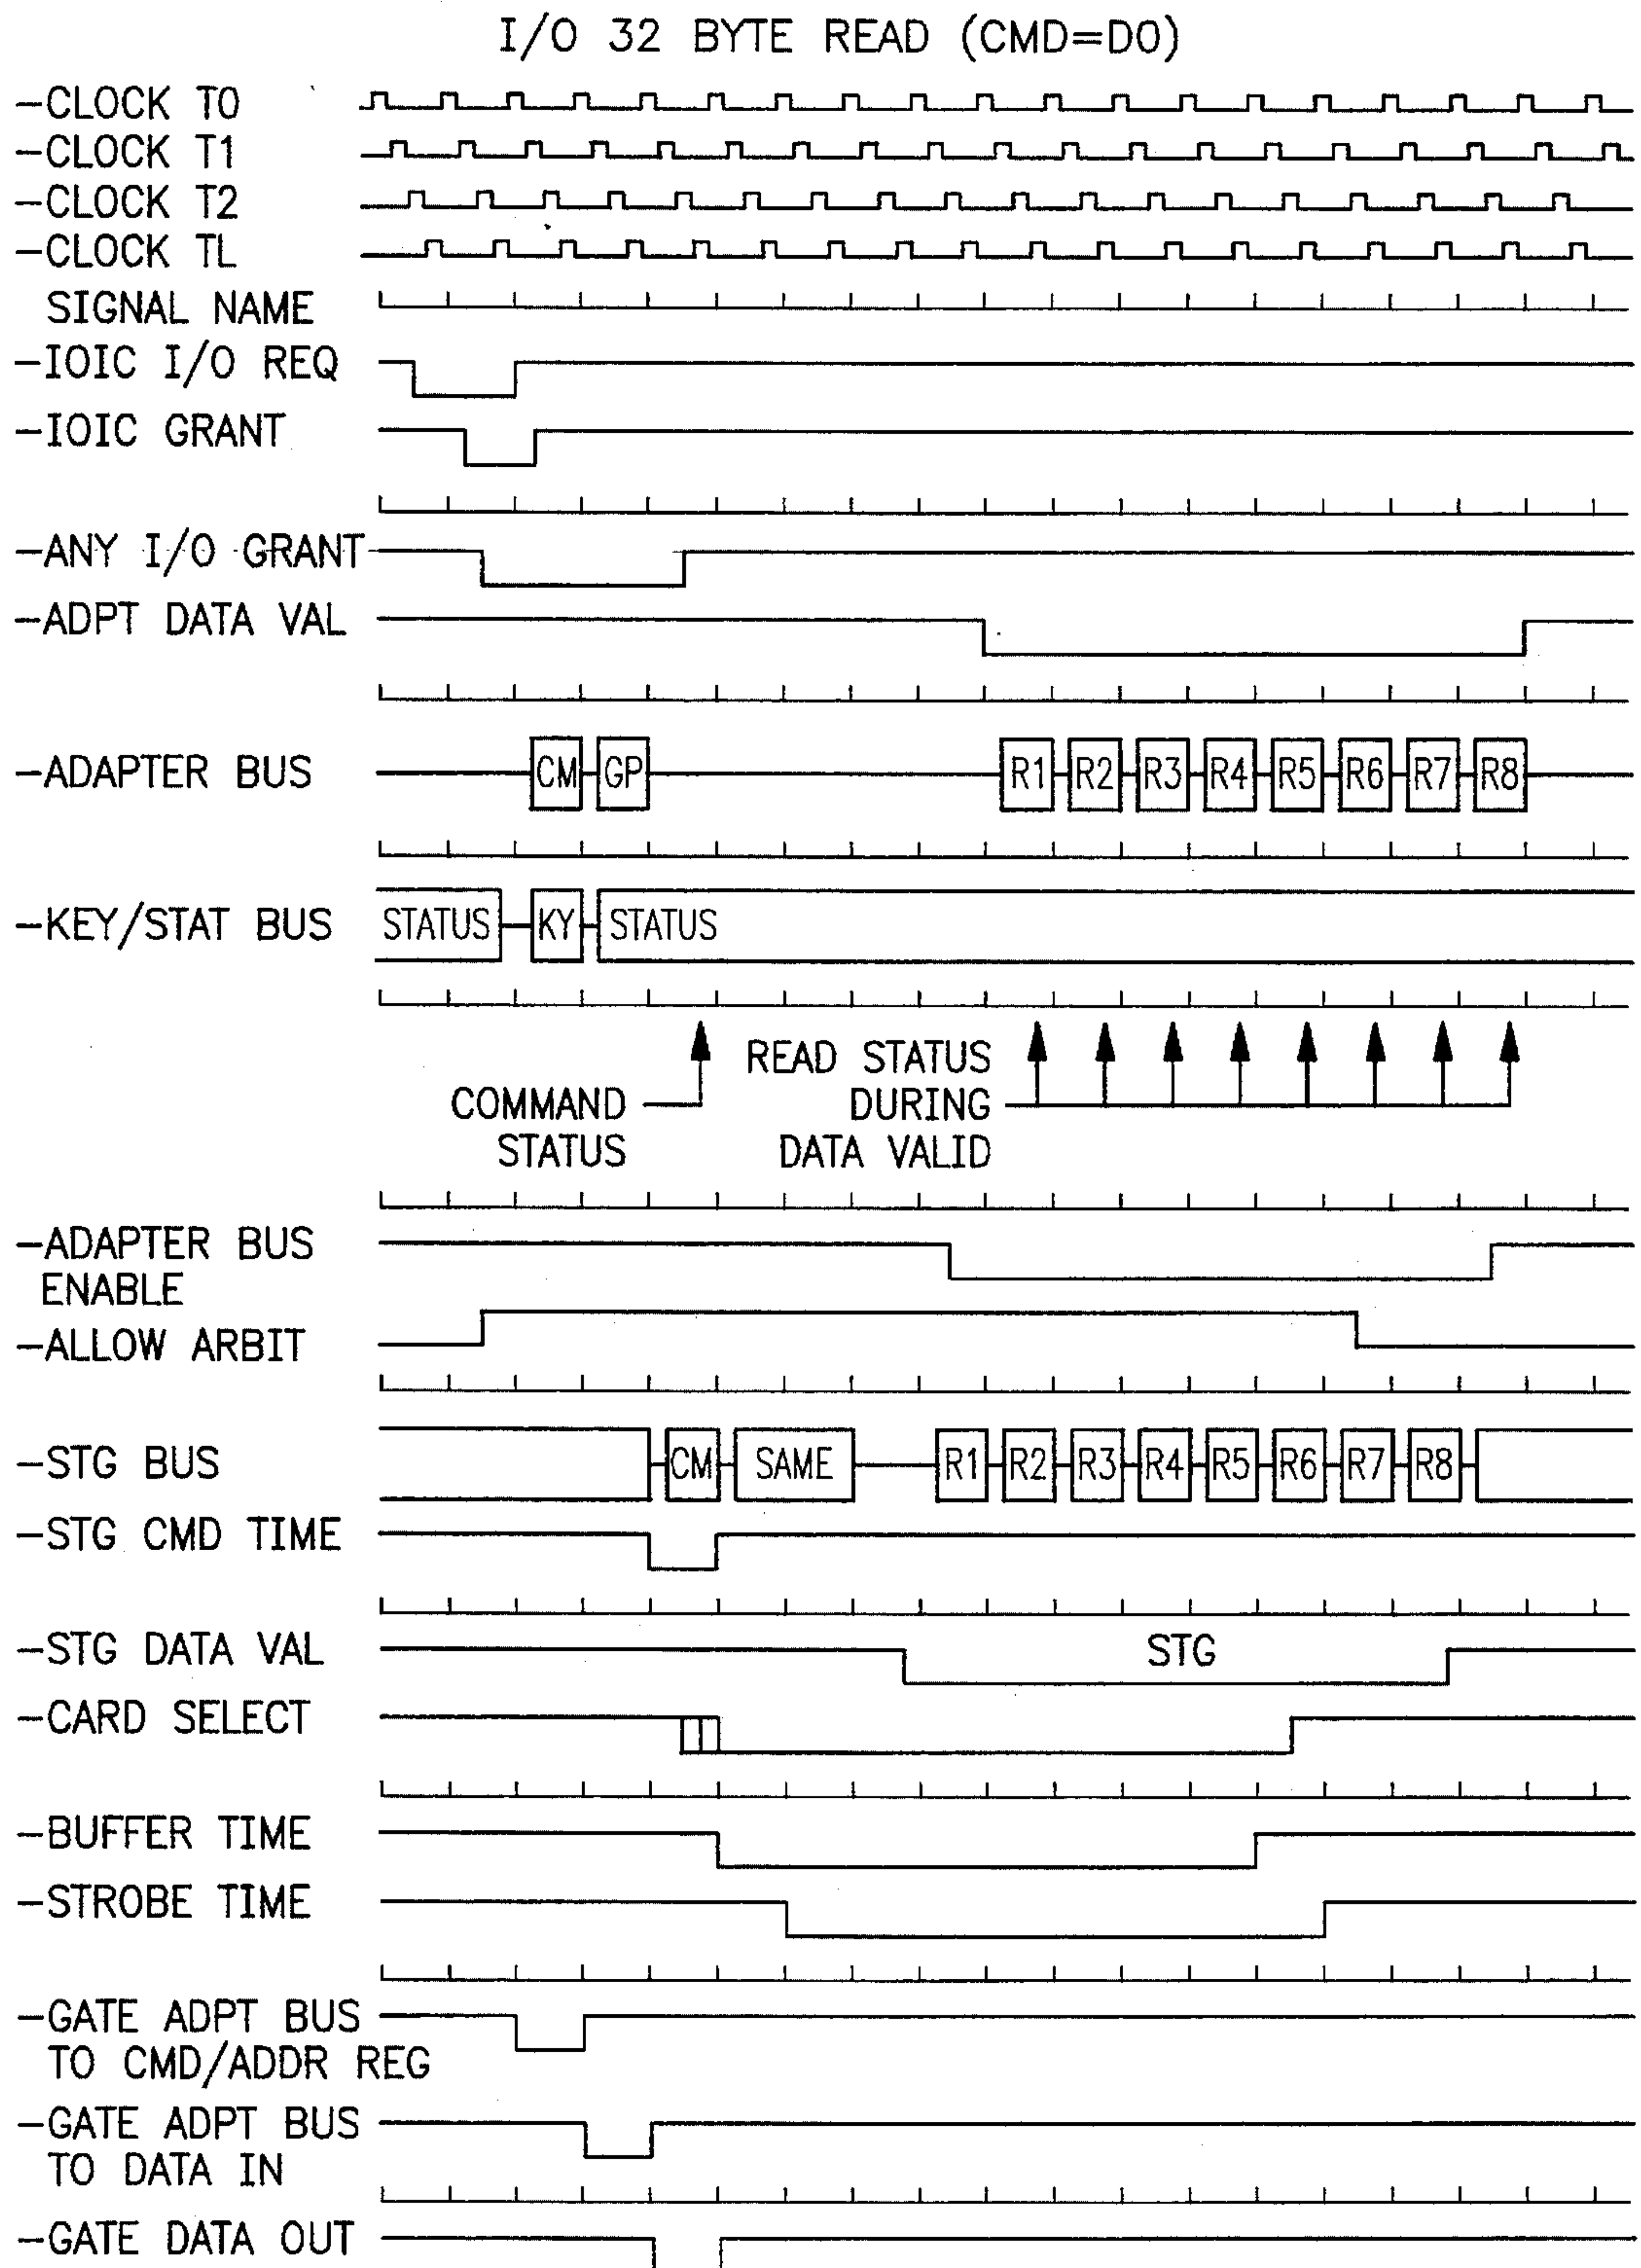 I/O 32 BYTE READ (CMD=D0)
-CLOCK T0
-CLOCK T1
-CLOCK T2
-CLOCK TL
SIGNAL NAME
-IOIC I/O REQ
-IOIC GRANT
-ANY I/O GRANT
-ADPT DATA VAL
-ADAPTER BUS CM GP R1 R2 R3 R4 R5 R6 R7 R8
-KEY/STAT BUS STATUS KY STATUS
COMMAND
STATUS
READ STATUS
DURING
DATA VALID
-ADAPTER BUS
ENABLE
-ALLOW ARBIT
-STG BUS CM SAME R1 R2 R3 R4 R5 R6 R7 R8
-STG CMD TIME
-STG DATA VAL STG
-CARD SELECT
-BUFFER TIME
-STROBE TIME
-GATE ADPT BUS
TO CMD/ADDR REG
-GATE ADPT BUS
TO DATA IN
-GATE DATA OUT